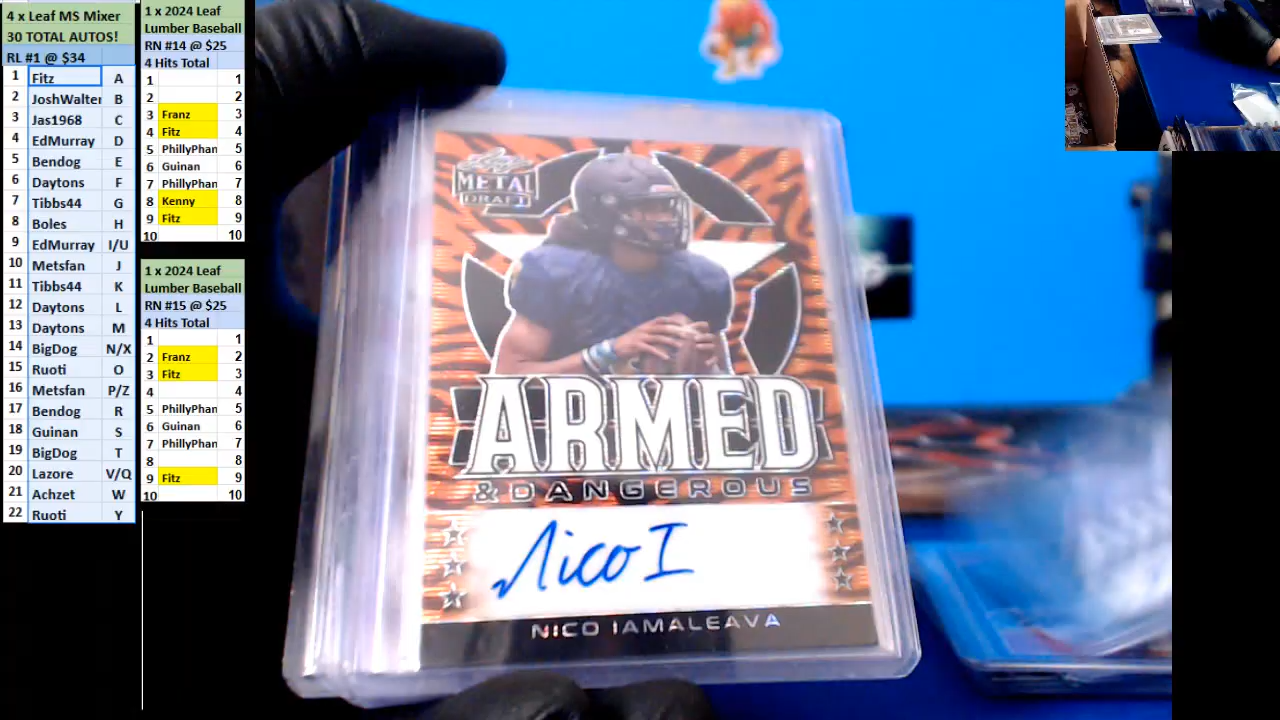 4 x Leaf MS Mixer
30 TOTAL AUTOS!
RL #1 @ $34
1 Fitz A
2 JoshWalter B
3 Jas1968 C
4 EdMurray D
5 Bendog E
6 Daytons F
7 Tibbs44 G
8 Boles H
9 EdMurray I/U
10 Metsfan J
11 Tibbs44 K
12 Daytons L
13 Daytons M
14 BigDog N/X
15 Ruoti O
16 Metsfan P/Z
17 Bendog R
18 Guinan S
19 BigDog T
20 Lazore V/Q
21 Achzet W
22 Ruoti Y
1 x 2024 Leaf
Lumber Baseball
RN #14 @ $25
4 Hits Total
1 1
2 2
3 Franz 3
4 Fitz 4
5 PhillyPhan 5
6 Guinan 6
7 PhillyPhan 7
8 Kenny 8
9 Fitz 9
10 10
1 x 2024 Leaf
Lumber Baseball
RN #15 @ $25
4 Hits Total
1 1
2 Franz 2
3 Fitz 3
4 4
5 PhillyPhan 5
6 Guinan 6
7 PhillyPhan 7
8 8
9 Fitz 9
10 10
Leaf
METAL
DRAFT
ARMED
& DANGEROUS
Nico I
NICO IAMALEAVA